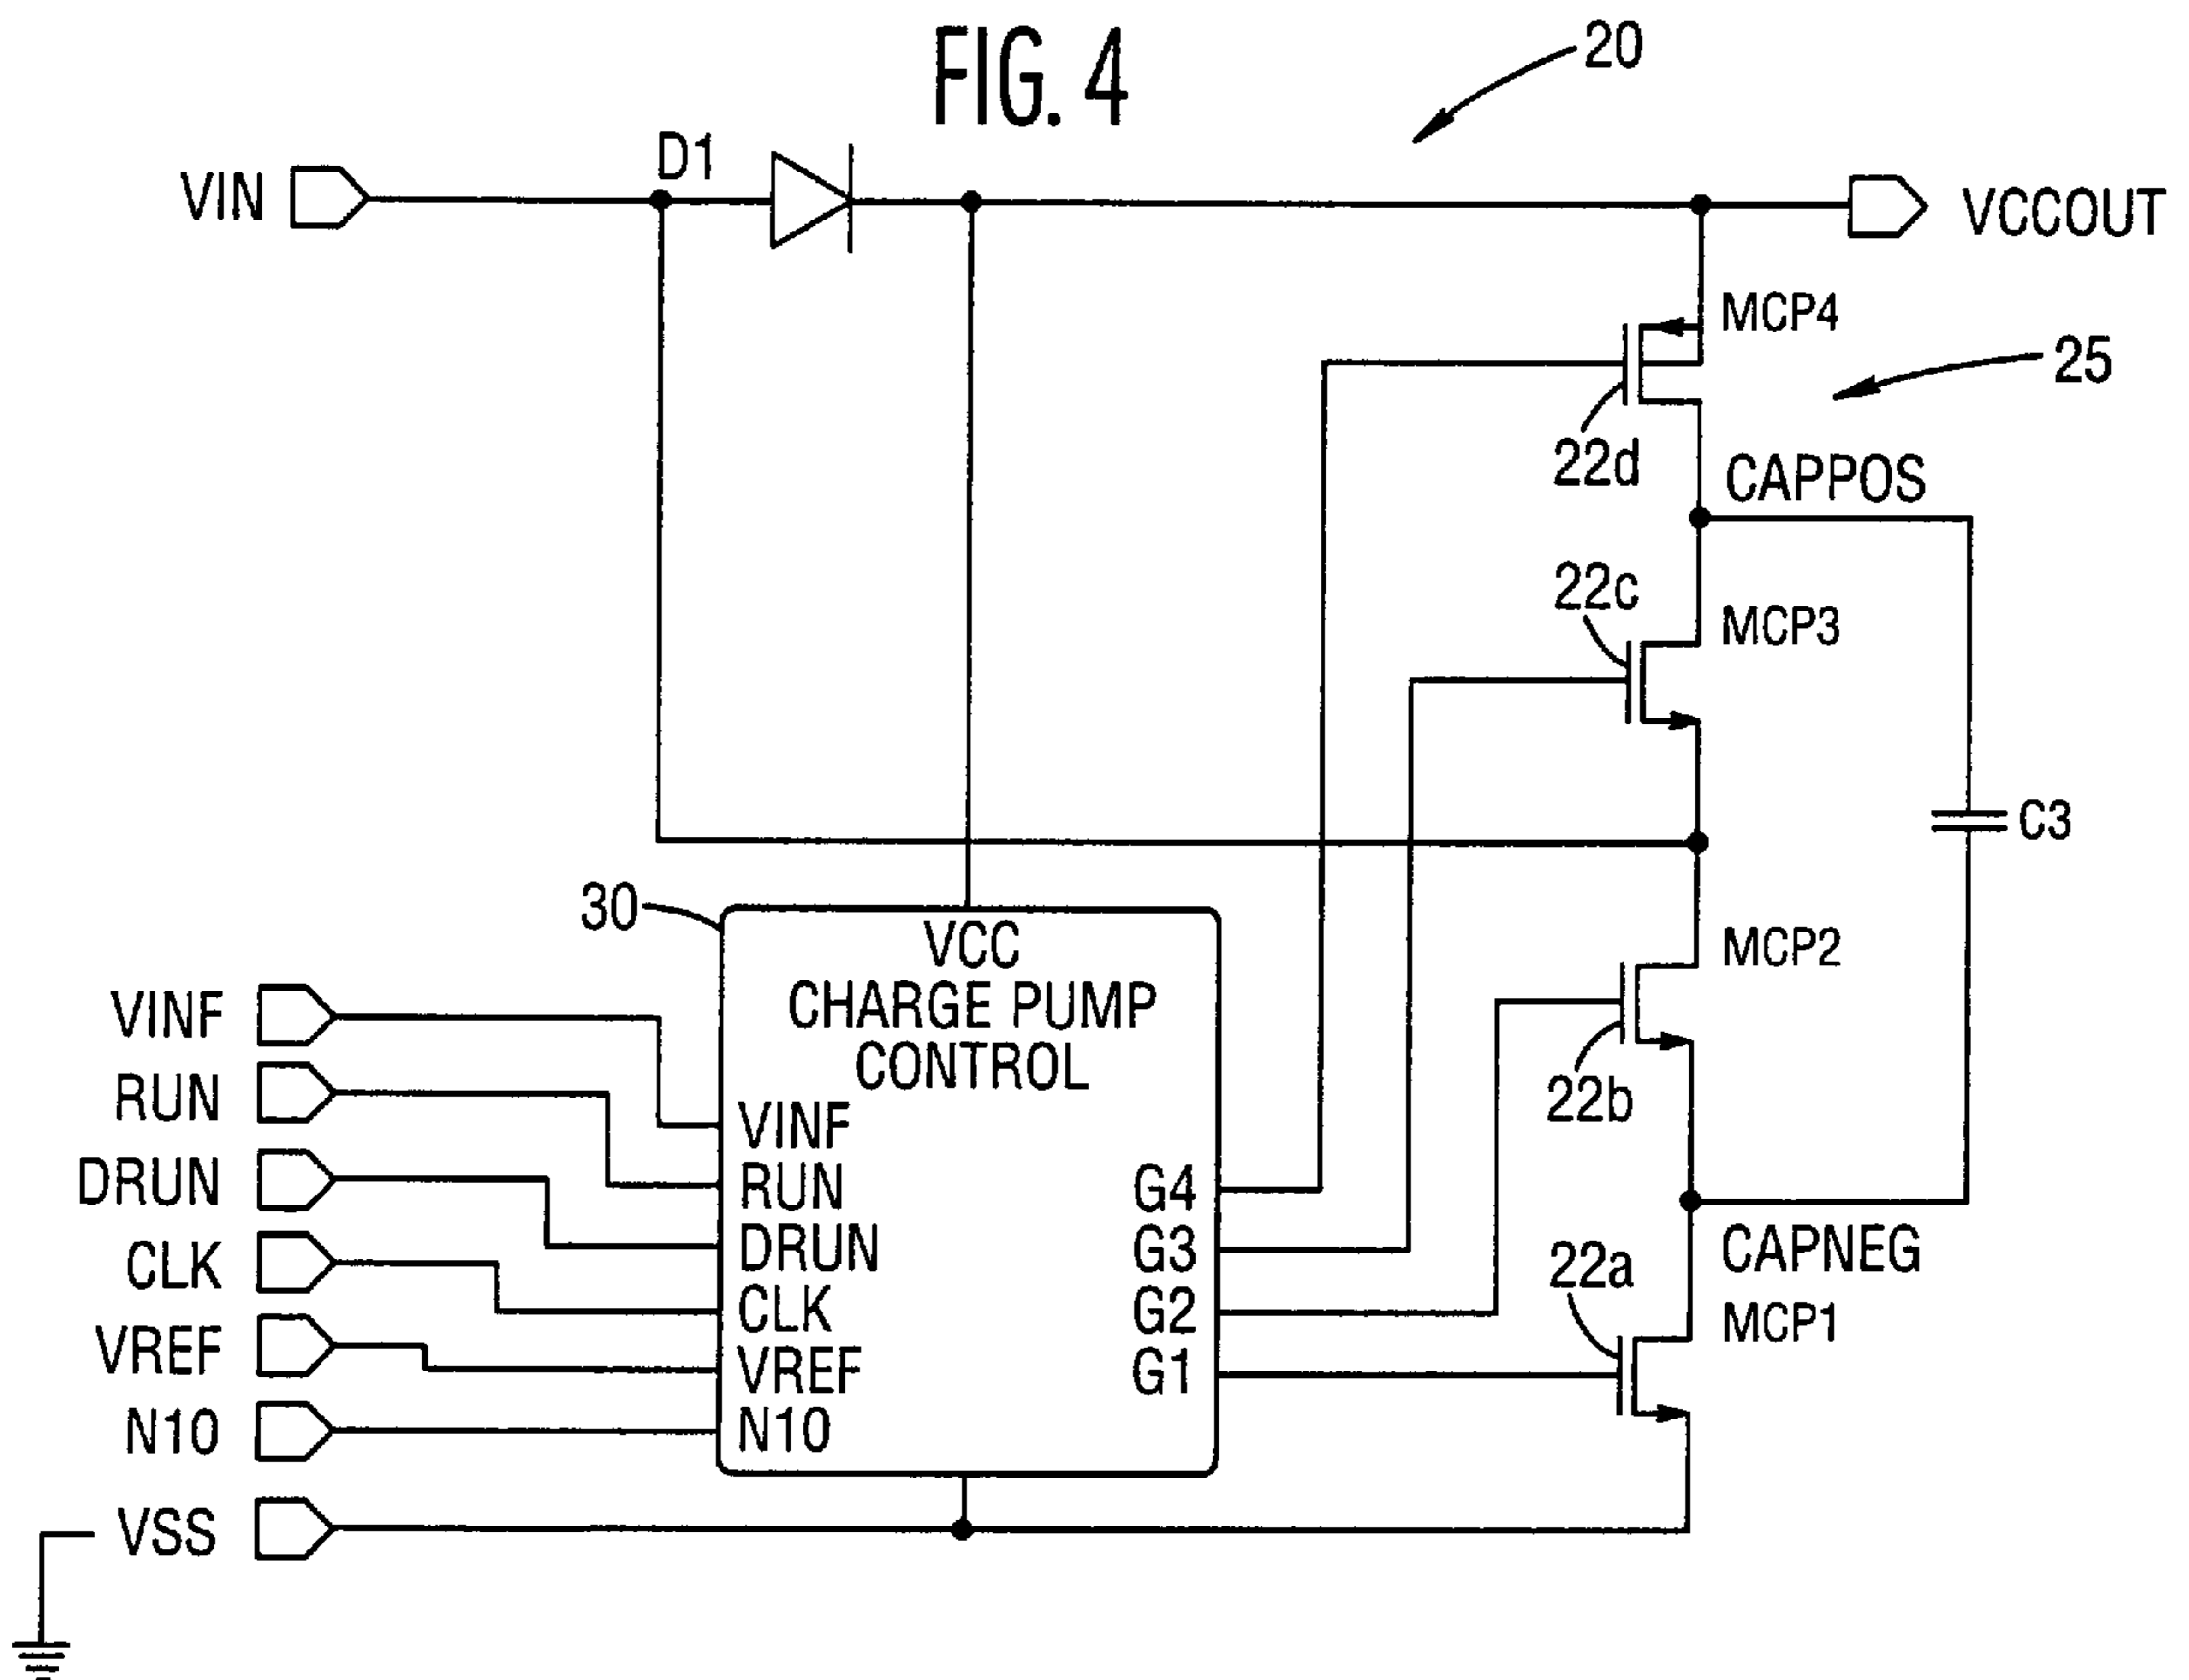 FIG. 4
20
VIN
D1
VCCOUT
MCP4
25
22d
CAPPOS
22c
MCP3
C3
30
VCC
CHARGE PUMP
CONTROL
MCP2
22b
VINF
RUN
DRUN
CLK
VREF
N10
VSS
VINF
RUN
DRUN
CLK
VREF
N10
G4
G3
G2
G1
CAPNEG
22a
MCP1